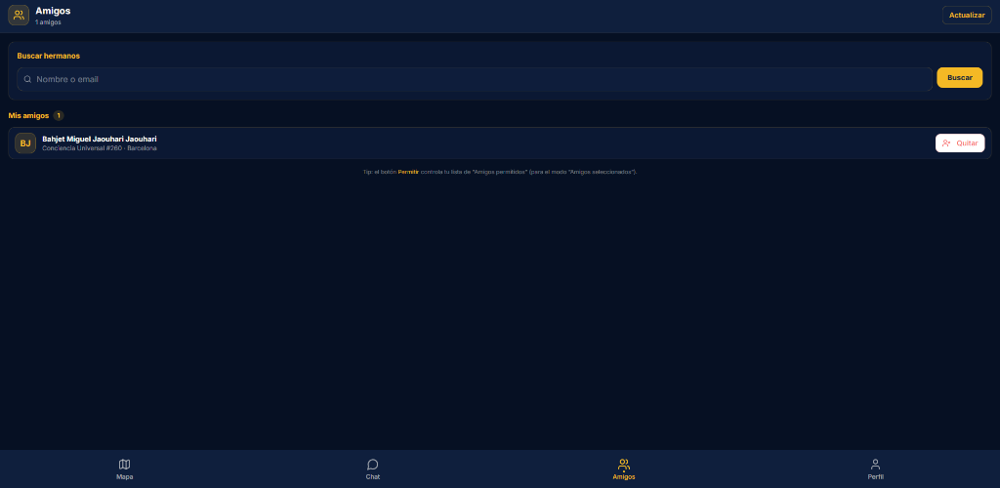 Amigos
1 amigos
Actualizar
Buscar hermanos
Nombre o email
Buscar
Mis amigos 1
BJ
Bahjet Miguel Jaouhari Jaouhari
Conciencia Universal #260 · Barcelona
Quitar
Tip: el botón Permitir controla tu lista de "Amigos permitidos" (para el modo "Amigos seleccionados").
Mapa
Chat
Amigos
Perfil